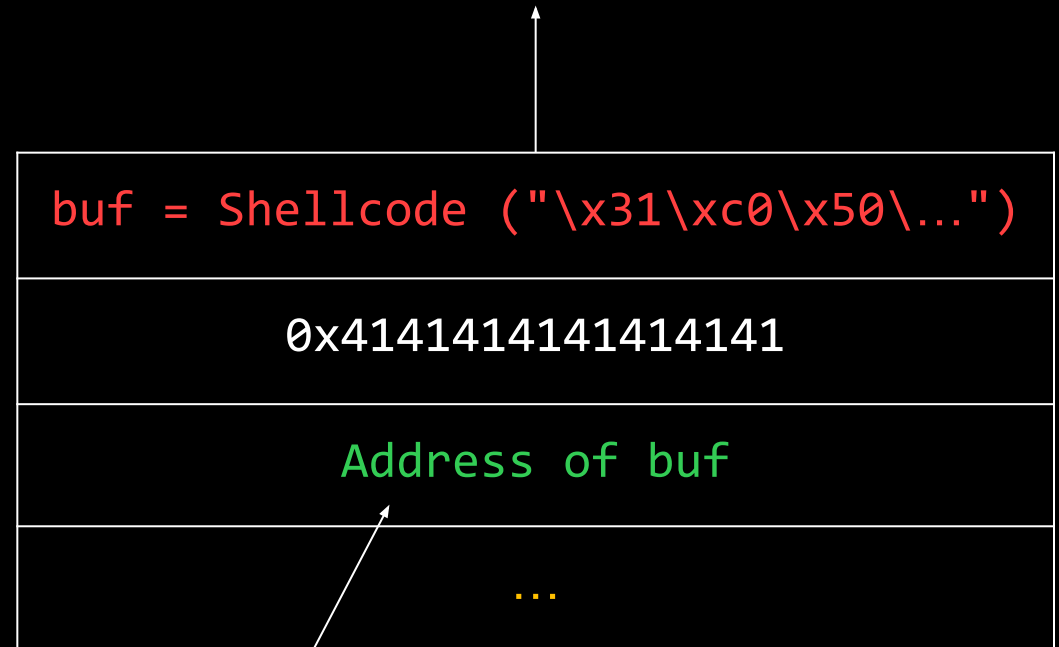 buf = Shellcode ("\x31\xc0\x50\…")
0x4141414141414141
Address of buf
…